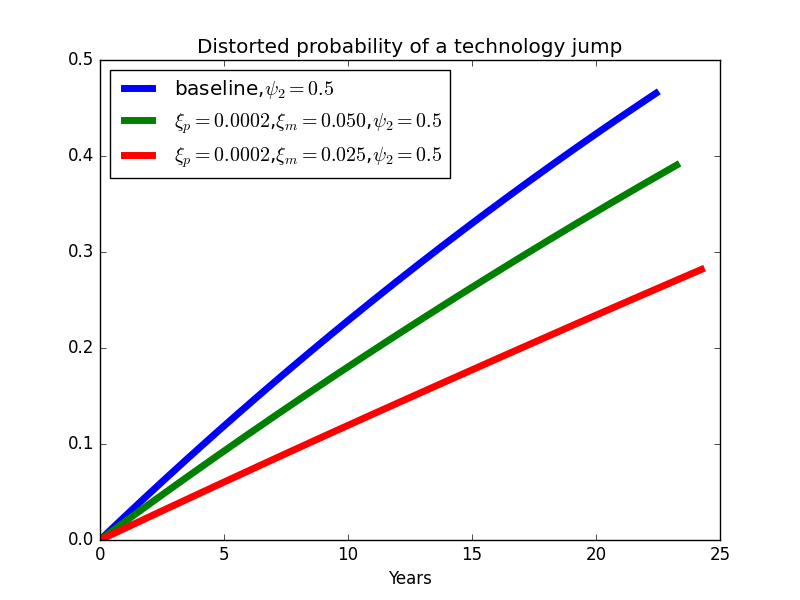 Distorted probability of a technology jump
0.5
0.4
0.3
0.2
0.1
0.0
baseline,ψ₂ = 0.5
ξₚ = 0.0002,ξₘ = 0.050,ψ₂ = 0.5
ξₚ = 0.0002,ξₘ = 0.025,ψ₂ = 0.5
0 5 10 15 20 25
Years